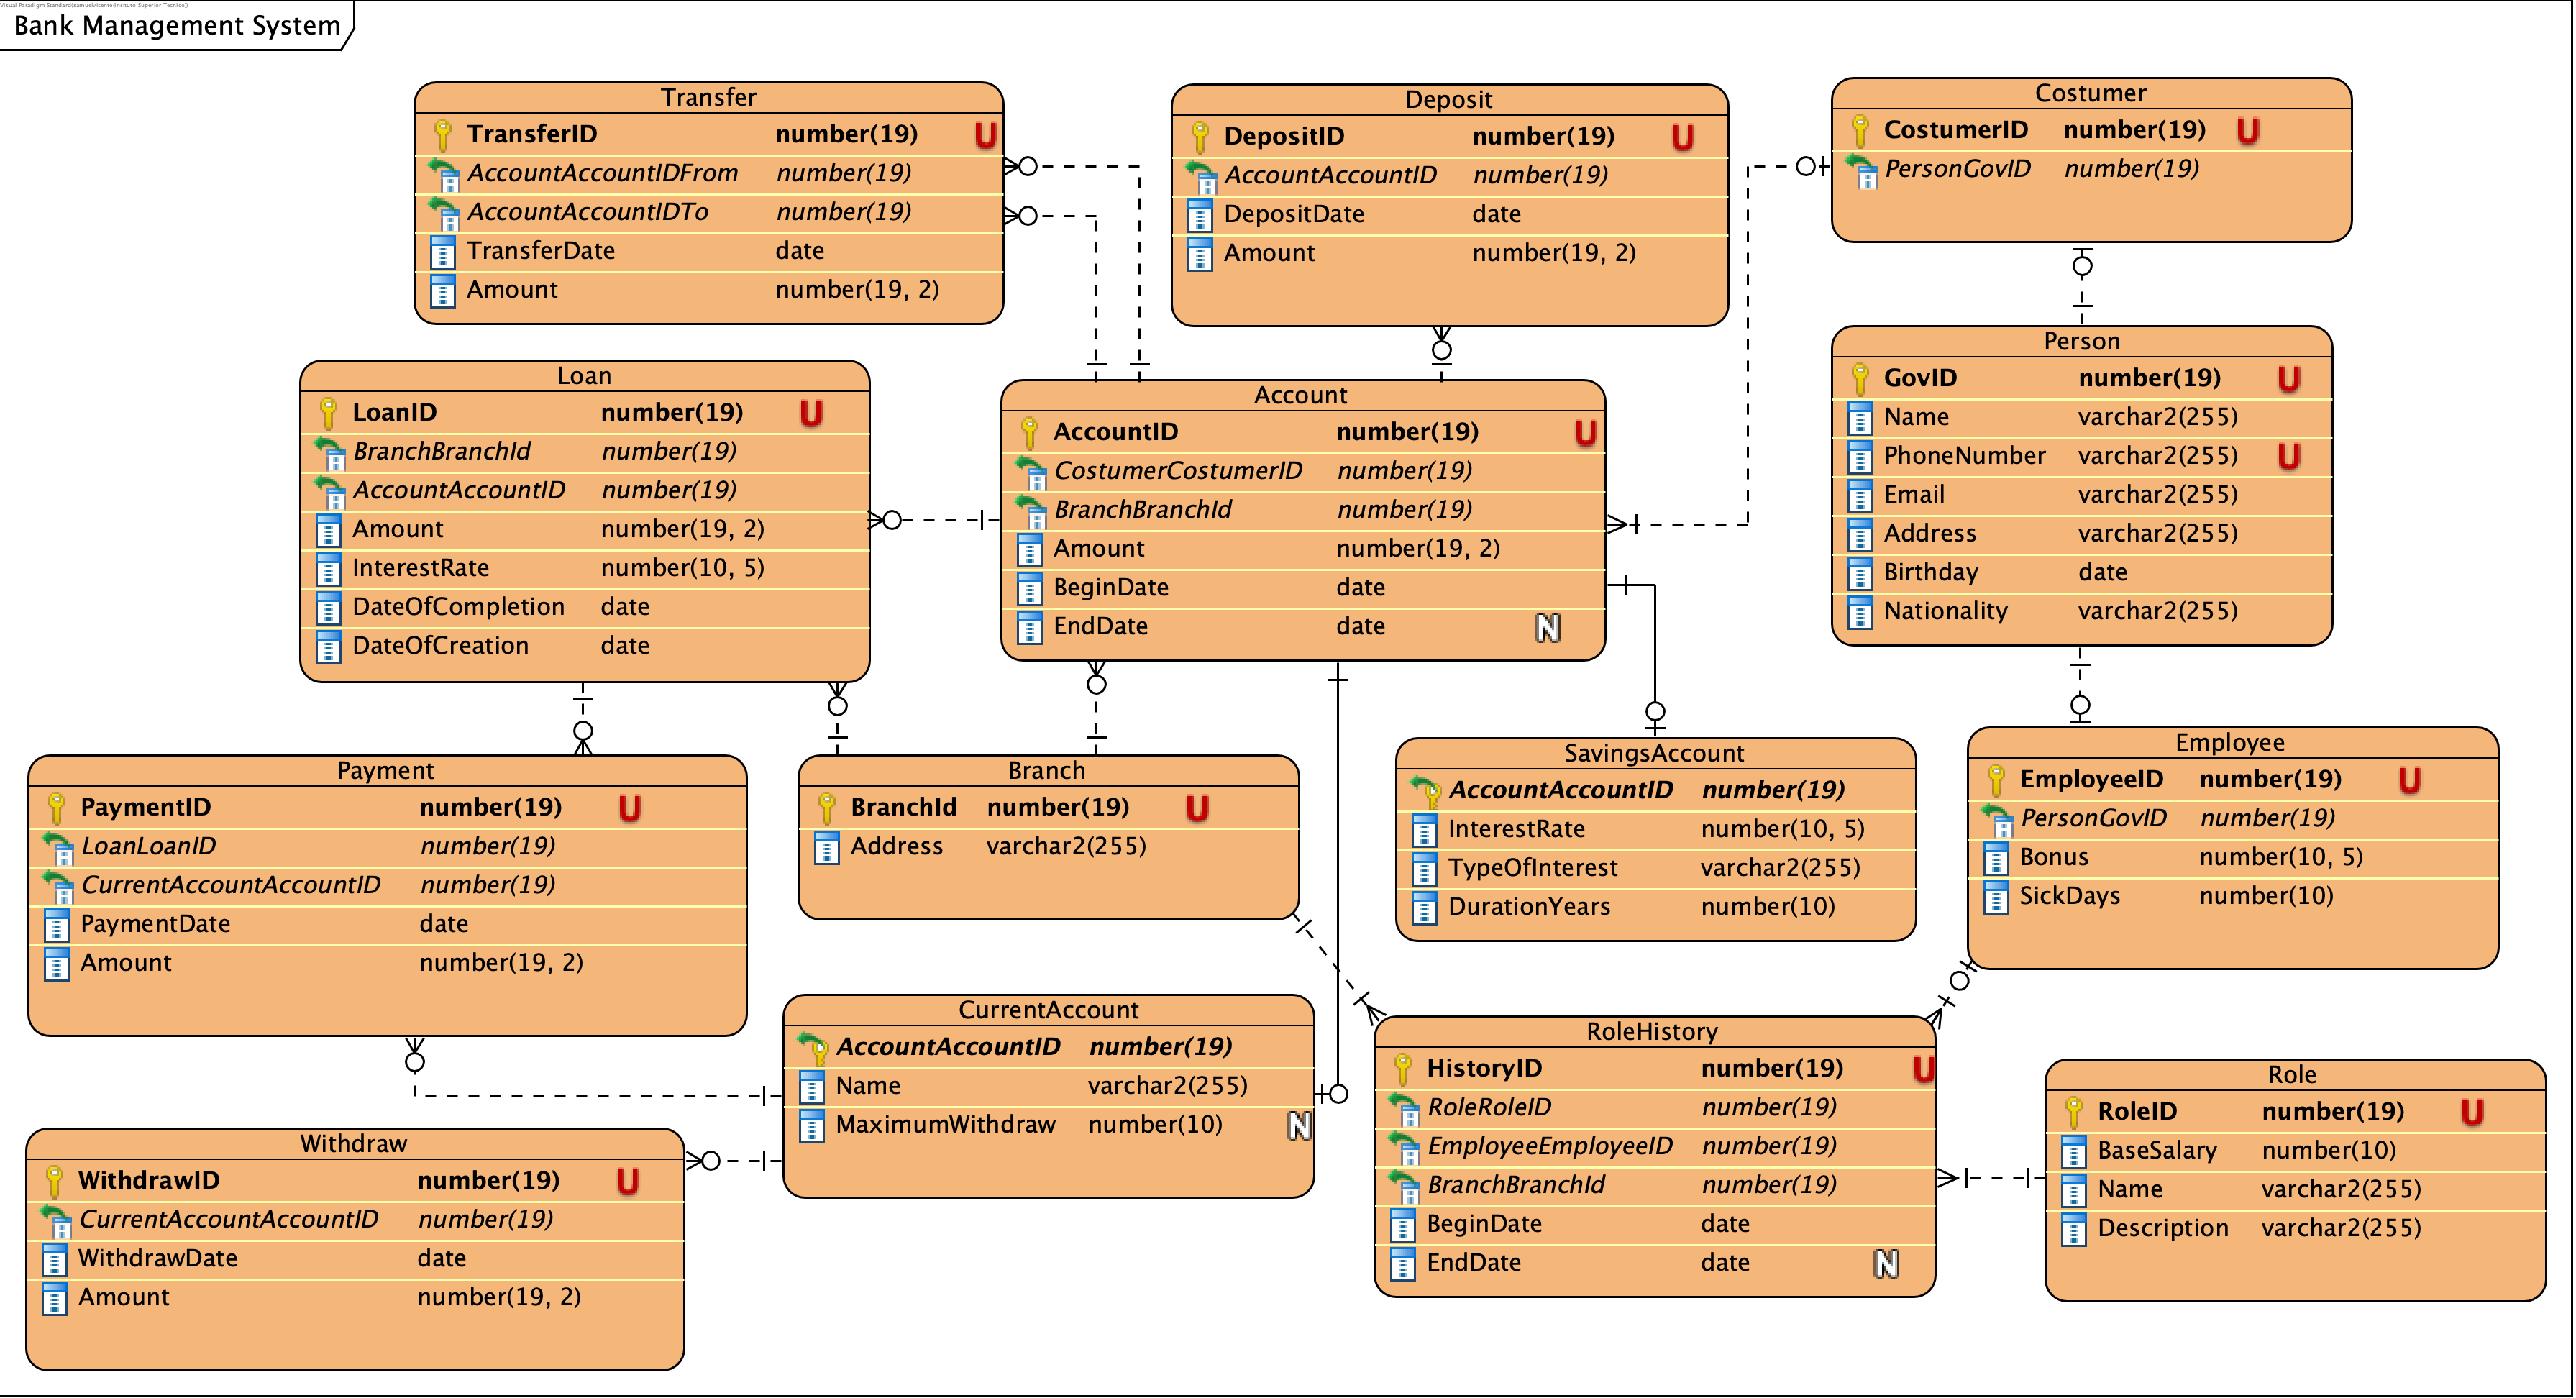 Visual Paradigm Standard(samuelvicente(Instituto Superior Tecnico))
Bank Management System
Transfer
TransferID number(19) U
AccountAccountIDFrom number(19)
AccountAccountIDTo number(19)
TransferDate date
Amount number(19, 2)
Deposit
DepositID number(19) U
AccountAccountID number(19)
DepositDate date
Amount number(19, 2)
Costumer
CostumerID number(19) U
PersonGovID number(19)
Loan
LoanID number(19) U
BranchBranchId number(19)
AccountAccountID number(19)
Amount number(19, 2)
InterestRate number(10, 5)
DateOfCompletion date
DateOfCreation date
Account
AccountID number(19) U
CostumerCostumerID number(19)
BranchBranchId number(19)
Amount number(19, 2)
BeginDate date
EndDate date N
Person
GovID number(19) U
Name varchar2(255)
PhoneNumber varchar2(255) U
Email varchar2(255)
Address varchar2(255)
Birthday date
Nationality varchar2(255)
Payment
PaymentID number(19) U
LoanLoanID number(19)
CurrentAccountAccountID number(19)
PaymentDate date
Amount number(19, 2)
Branch
BranchId number(19) U
Address varchar2(255)
SavingsAccount
AccountAccountID number(19)
InterestRate number(10, 5)
TypeOfInterest varchar2(255)
DurationYears number(10)
Employee
EmployeeID number(19) U
PersonGovID number(19)
Bonus number(10, 5)
SickDays number(10)
CurrentAccount
AccountAccountID number(19)
Name varchar2(255)
MaximumWithdraw number(10) N
RoleHistory
HistoryID number(19) U
RoleRoleID number(19)
EmployeeEmployeeID number(19)
BranchBranchId number(19)
BeginDate date
EndDate date N
Role
RoleID number(19) U
BaseSalary number(10)
Name varchar2(255)
Description varchar2(255)
Withdraw
WithdrawID number(19) U
CurrentAccountAccountID number(19)
WithdrawDate date
Amount number(19, 2)